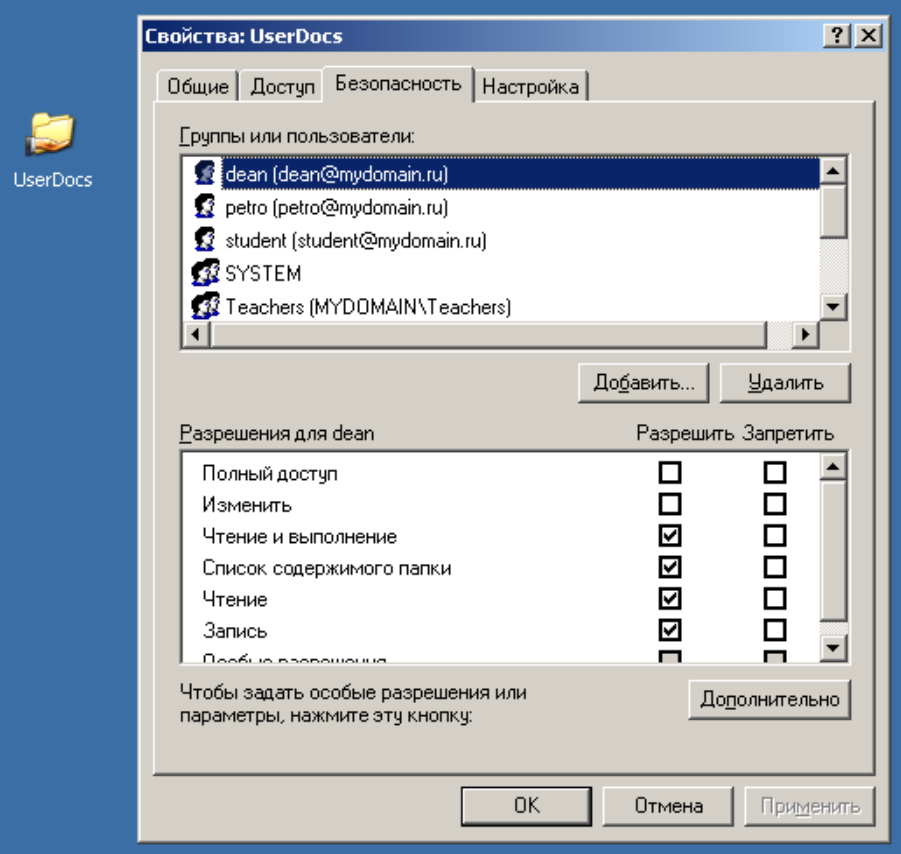 Свойства: UserDocs
Общие Доступ Безопасность Настройка
UserDocs
Группы или пользователи:
dean (dean@mydomain.ru)
petro (petro@mydomain.ru)
student (student@mydomain.ru)
SYSTEM
Teachers (MYDOMAIN\Teachers)
Добавить... Удалить
Разрешения для dean Разрешить Запретить
Полный доступ
Изменить
Чтение и выполнение
Список содержимого папки
Чтение
Запись
Особые разрешения
Чтобы задать особые разрешения или
параметры, нажмите эту кнопку:
Дополнительно
OK Отмена Применить